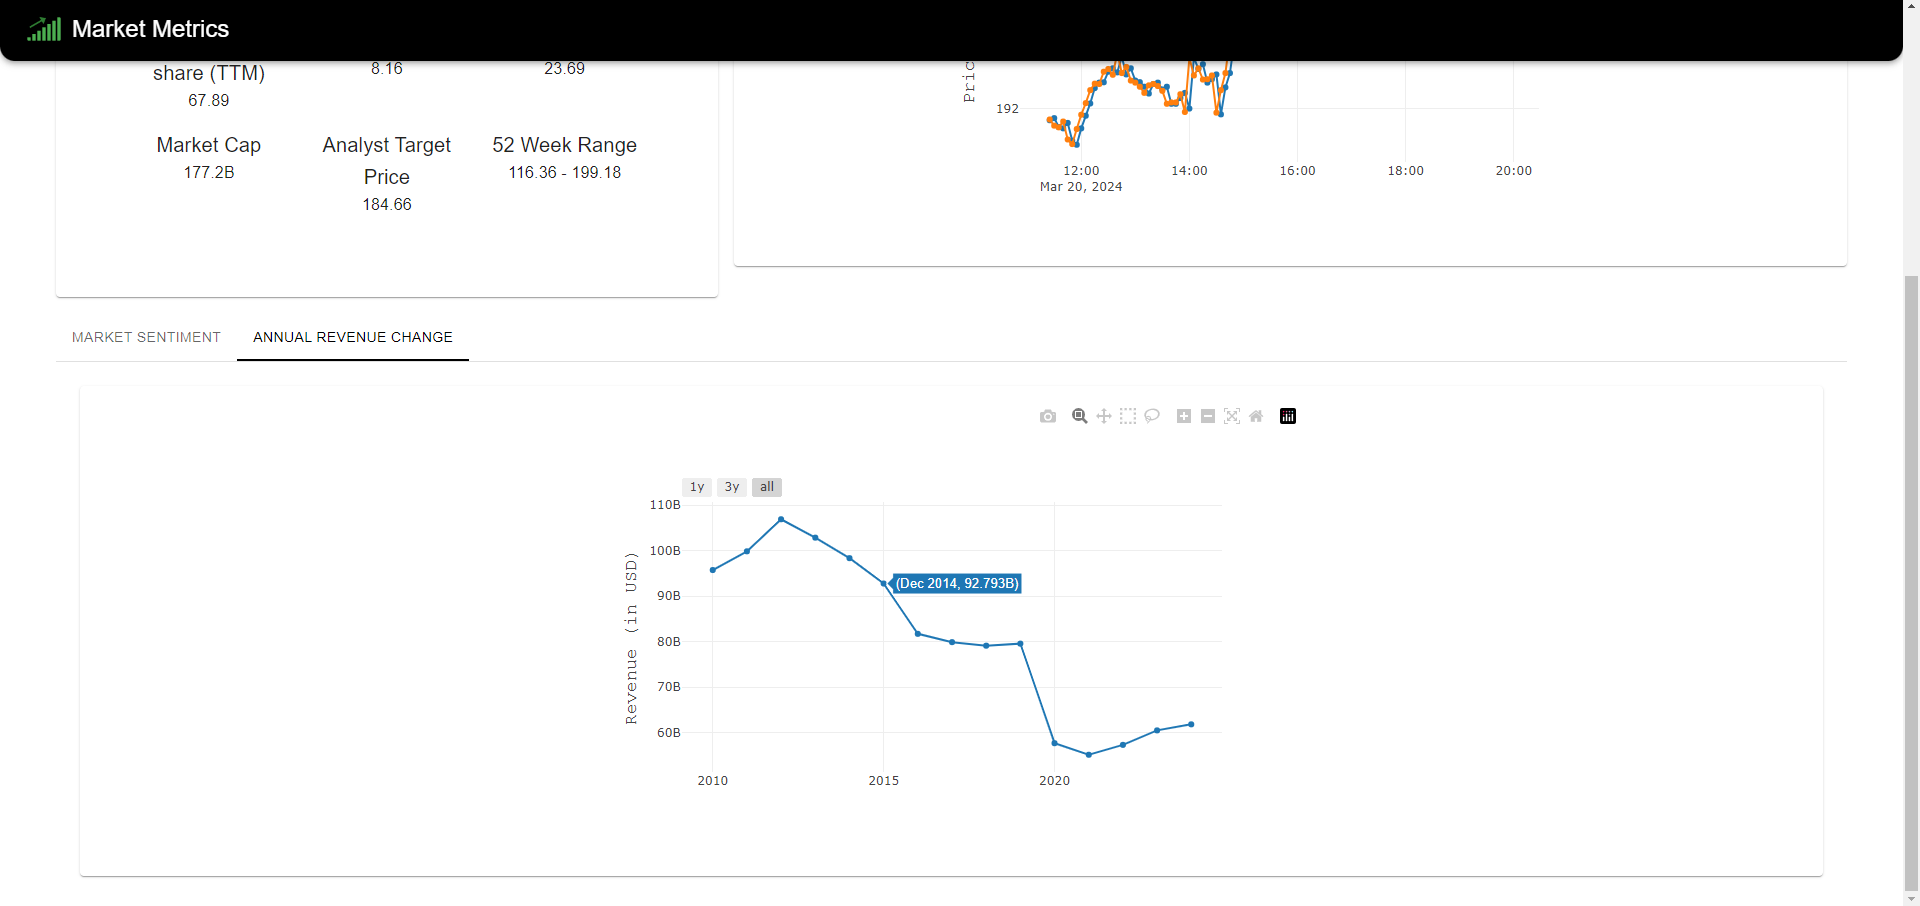 Market Metrics
share (TTM)
67.89
8.16
23.69
Market Cap
177.2B
Analyst Target
Price
184.66
52 Week Range
116.36 - 199.18
192
12:00
14:00
16:00
18:00
20:00
Mar 20, 2024
MARKET SENTIMENT
ANNUAL REVENUE CHANGE
1y
3y
all
110B
100B
90B
80B
70B
60B
Revenue (in USD)
(Dec 2014, 92.793B)
2010
2015
2020